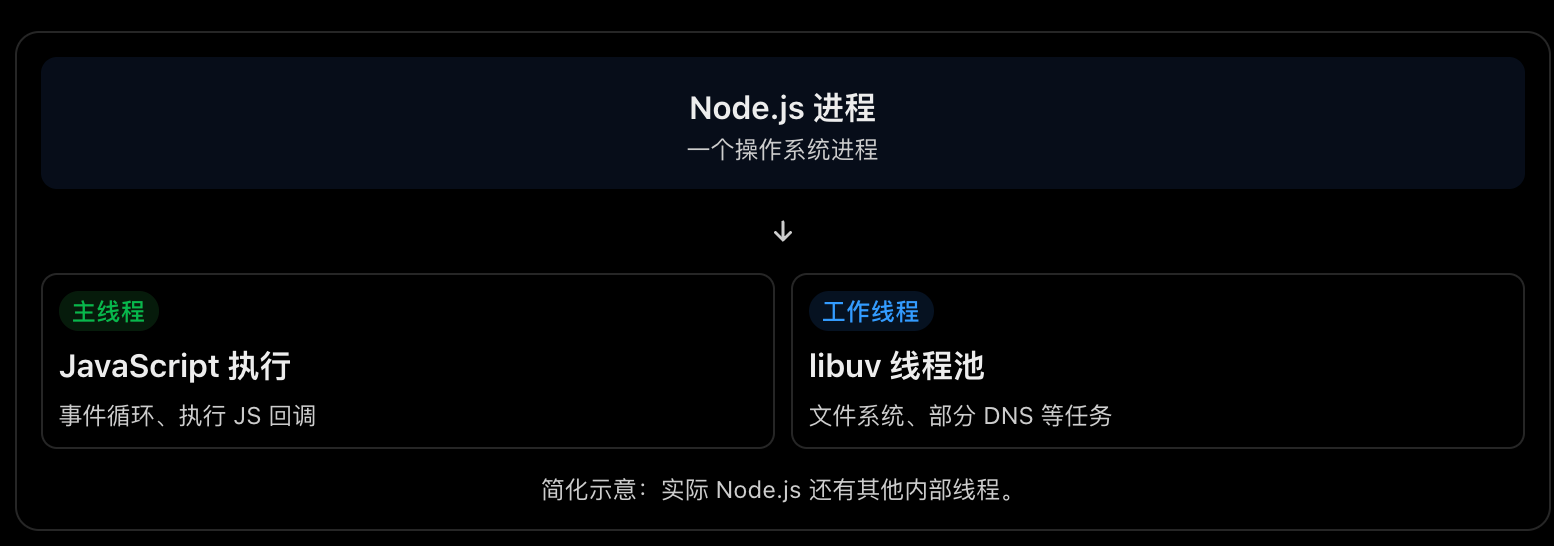 Node.js 进程
一个操作系统进程
↓
主线程
JavaScript 执行
事件循环、执行 JS 回调
工作线程
libuv 线程池
文件系统、部分 DNS 等任务
简化示意：实际 Node.js 还有其他内部线程。